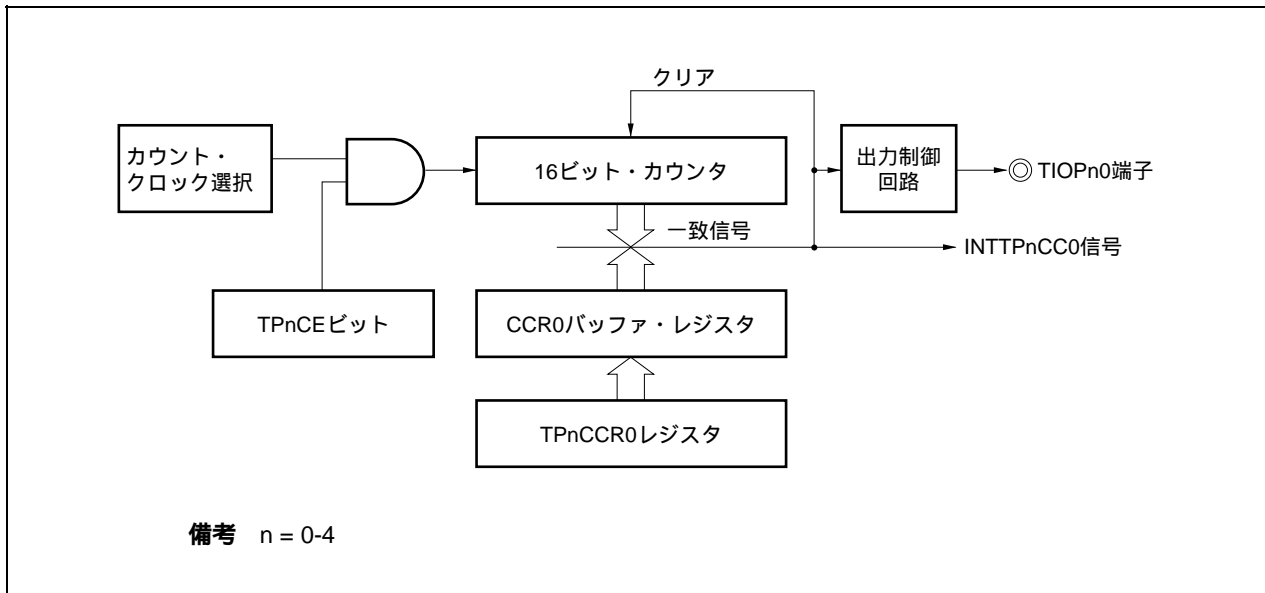 クリア
カウント・
クロック選択
16ビット・カウンタ
出力制御
回路
TIOPn0端子
一致信号
INTTPnCC0信号
TPnCEビット
CCR0バッファ・レジスタ
TPnCCR0レジスタ
備考 n = 0-4